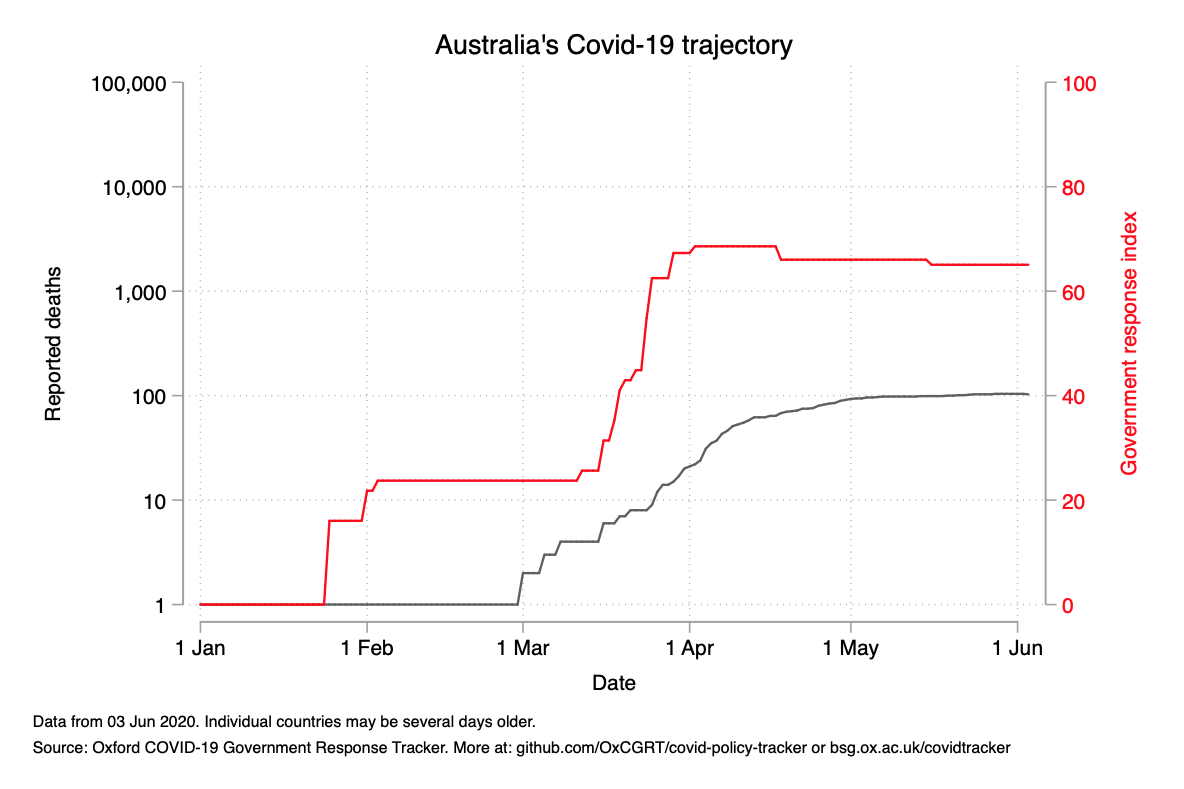 Australia's Covid-19 trajectory
100,000
10,000
1,000
100
10
1
Reported deaths
100
80
60
40
20
0
Government response index
1 Jan
1 Feb
1 Mar
1 Apr
1 May
1 Jun
Date
Data from 03 Jun 2020. Individual countries may be several days older.
Source: Oxford COVID-19 Government Response Tracker. More at: github.com/OxCGRT/covid-policy-tracker or bsg.ox.ac.uk/covidtracker